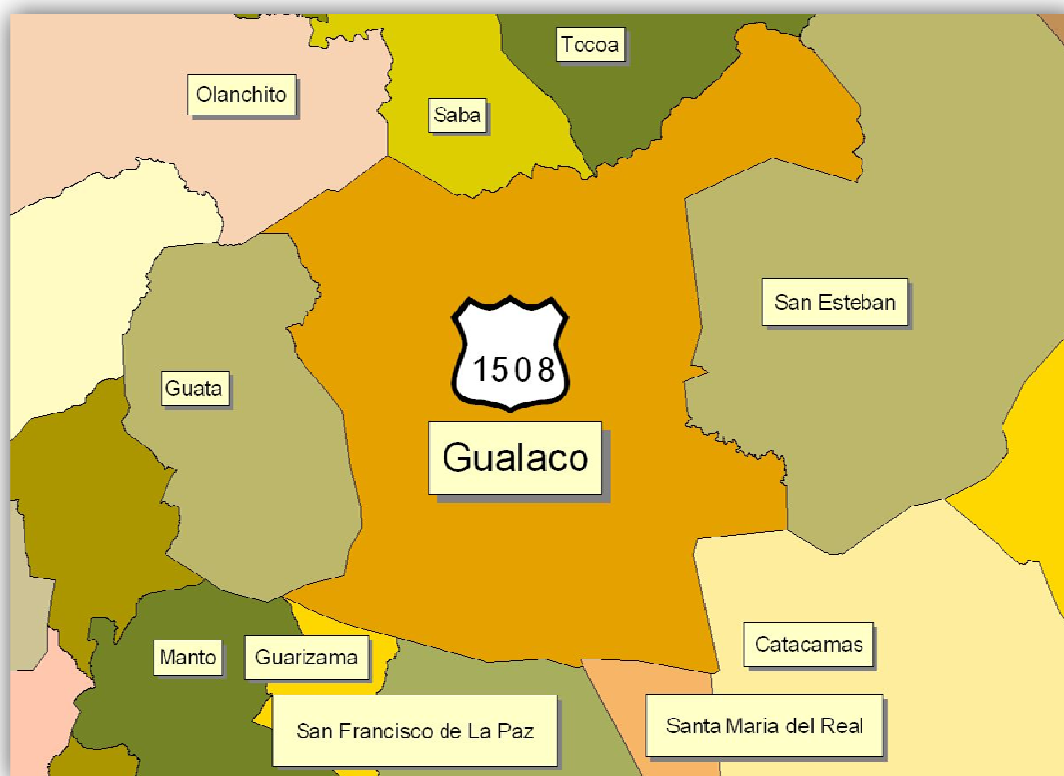 Tocoa
Olanchito
Saba
San Esteban
1508
Guata
Gualaco
Catacamas
Manto
Guarizama
Santa Maria del Real
San Francisco de La Paz